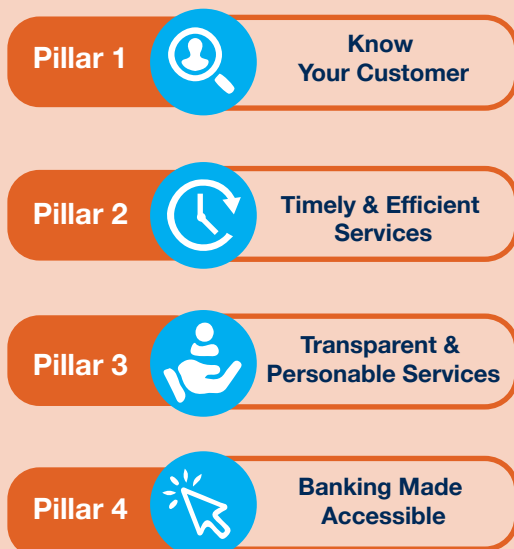 Pillar 1
Know
Your Customer
Pillar 2
Timely & Efficient
Services
Pillar 3
Transparent &
Personable Services
Pillar 4
Banking Made
Accessible